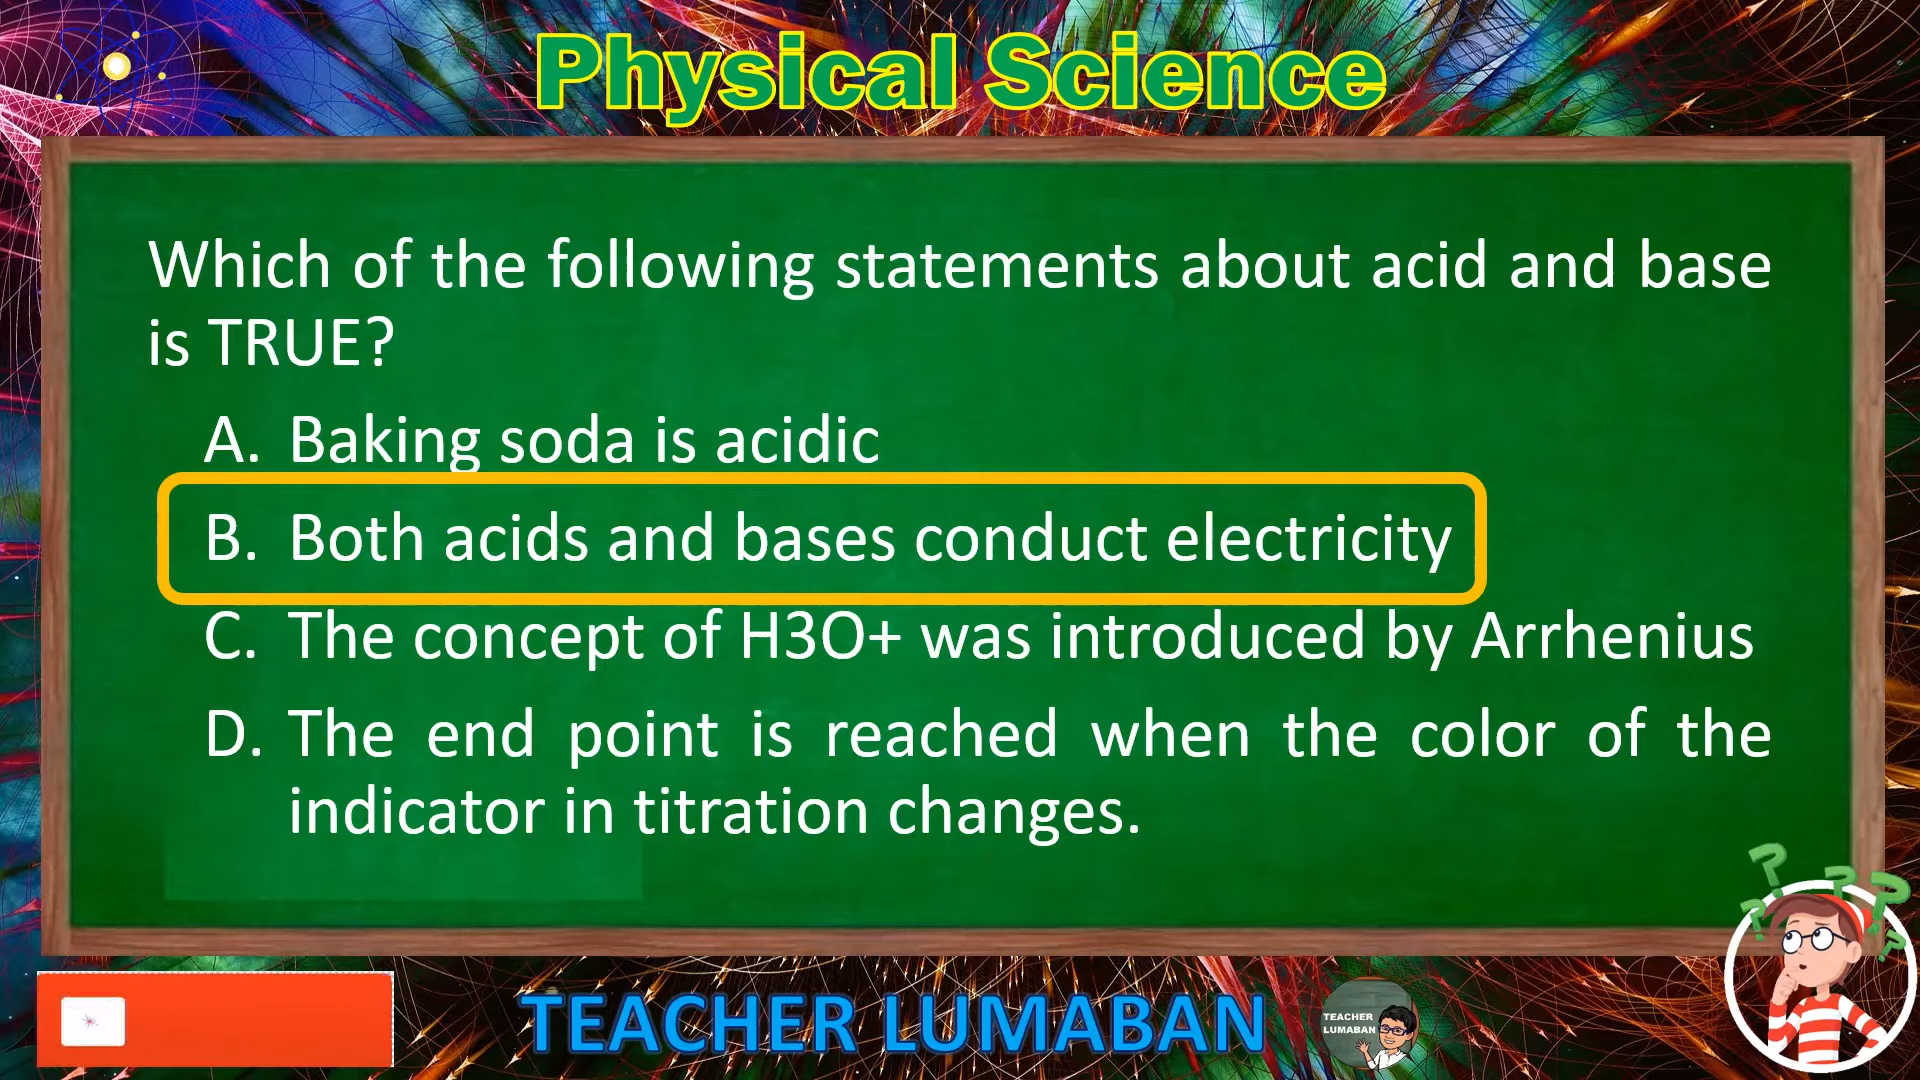 Physical Science
Which of the following statements about acid and base
is TRUE?
A. Baking soda is acidic
B. Both acids and bases conduct electricity
C. The concept of H3O+ was introduced by Arrhenius
D. The end point is reached when the color of the
indicator in titration changes.
TEACHER LUMABAN
TEACHER
LUMABAN